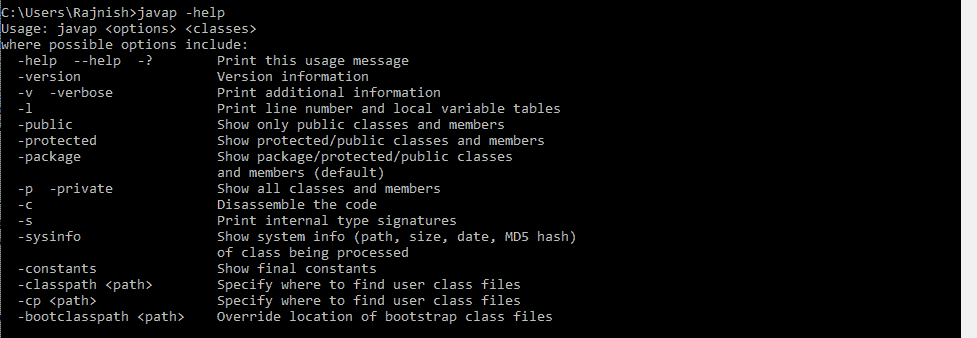 C:\Users\Rajnish>javap -help
Usage: javap <options> <classes>
where possible options include:
  -help  --help  -?        Print this usage message
  -version                 Version information
  -v  -verbose             Print additional information
  -l                       Print line number and local variable tables
  -public                  Show only public classes and members
  -protected               Show protected/public classes and members
  -package                 Show package/protected/public classes
                           and members (default)
  -p  -private             Show all classes and members
  -c                       Disassemble the code
  -s                       Print internal type signatures
  -sysinfo                 Show system info (path, size, date, MD5 hash)
                           of class being processed
  -constants               Show final constants
  -classpath <path>        Specify where to find user class files
  -cp <path>               Specify where to find user class files
  -bootclasspath <path>    Override location of bootstrap class files